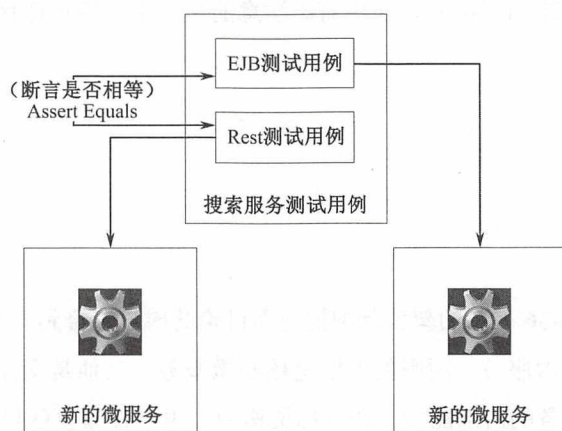 EJB测试用例
(断言是否相等)
Assert Equals
Rest测试用例
搜索服务测试用例
新的微服务
新的微服务